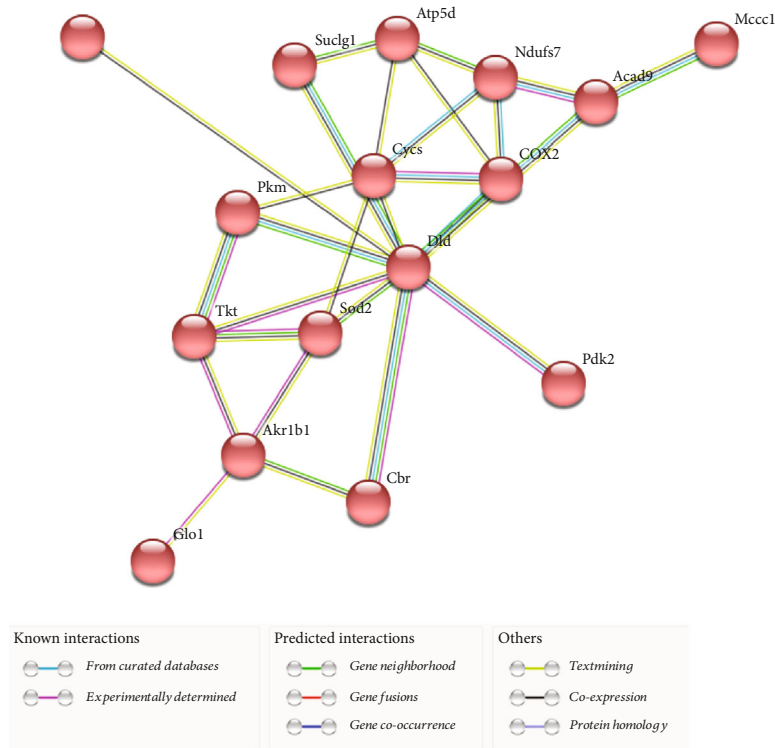 Mccc1
Atp5d
Suclg1
Ndufs7
Acad9
Cycs
COX2
Pkm
Dld
Tkt
Sod2
Pdk2
Akr1b1
Cbr
Glo1
Known interactions
From curated databases
Experimentally determined
Predicted interactions
Gene neighborhood
Gene fusions
Gene co-occurrence
Others
Textmining
Co-expression
Protein homology